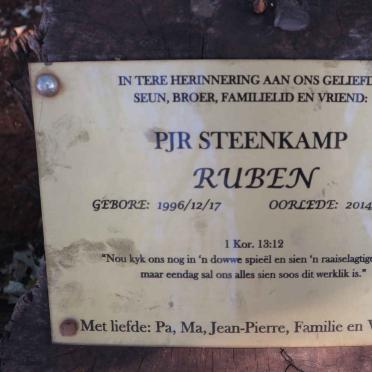 IN TERE HERINNERING AAN ONS GELIEFD
SEUN, BROER, FAMILIELID EN VRIEND:
PJR STEENKAMP
RUBEN
GEBORE: 1996/12/17 OORLEDE: 2014
1 Kor. 13:12
"Nou kyk ons nog in 'n dowwe spieël en sien 'n raaiselagtige
maar eendag sal ons alles sien soos dit werklik is."
Met liefde: Pa, Ma, Jean-Pierre, Familie en V